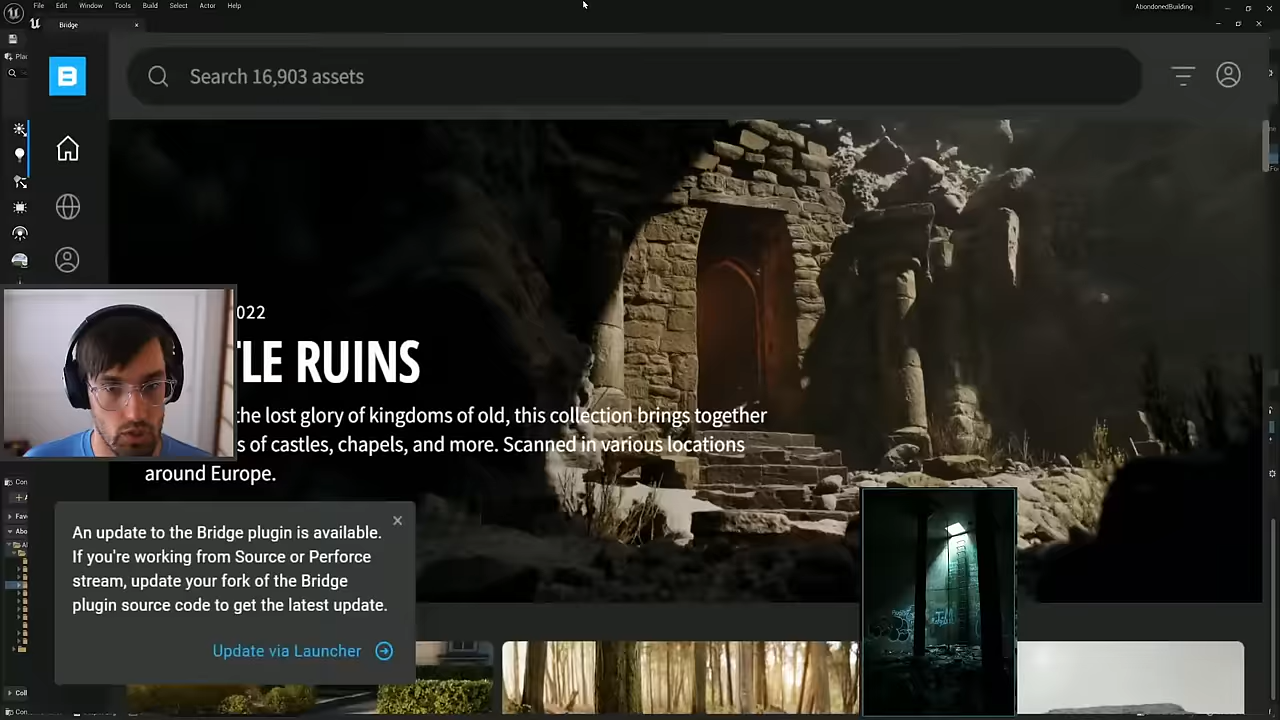 File Edit Window Tools Build Select Actor Help
AbondonedBuilding
Bridge
Search 16,903 assets
022
TLE RUINS
the lost glory of kingdoms of old, this collection brings together
s of castles, chapels, and more. Scanned in various locations
around Europe.
An update to the Bridge plugin is available.
If you're working from Source or Perforce
stream, update your fork of the Bridge
plugin source code to get the latest update.
Update via Launcher